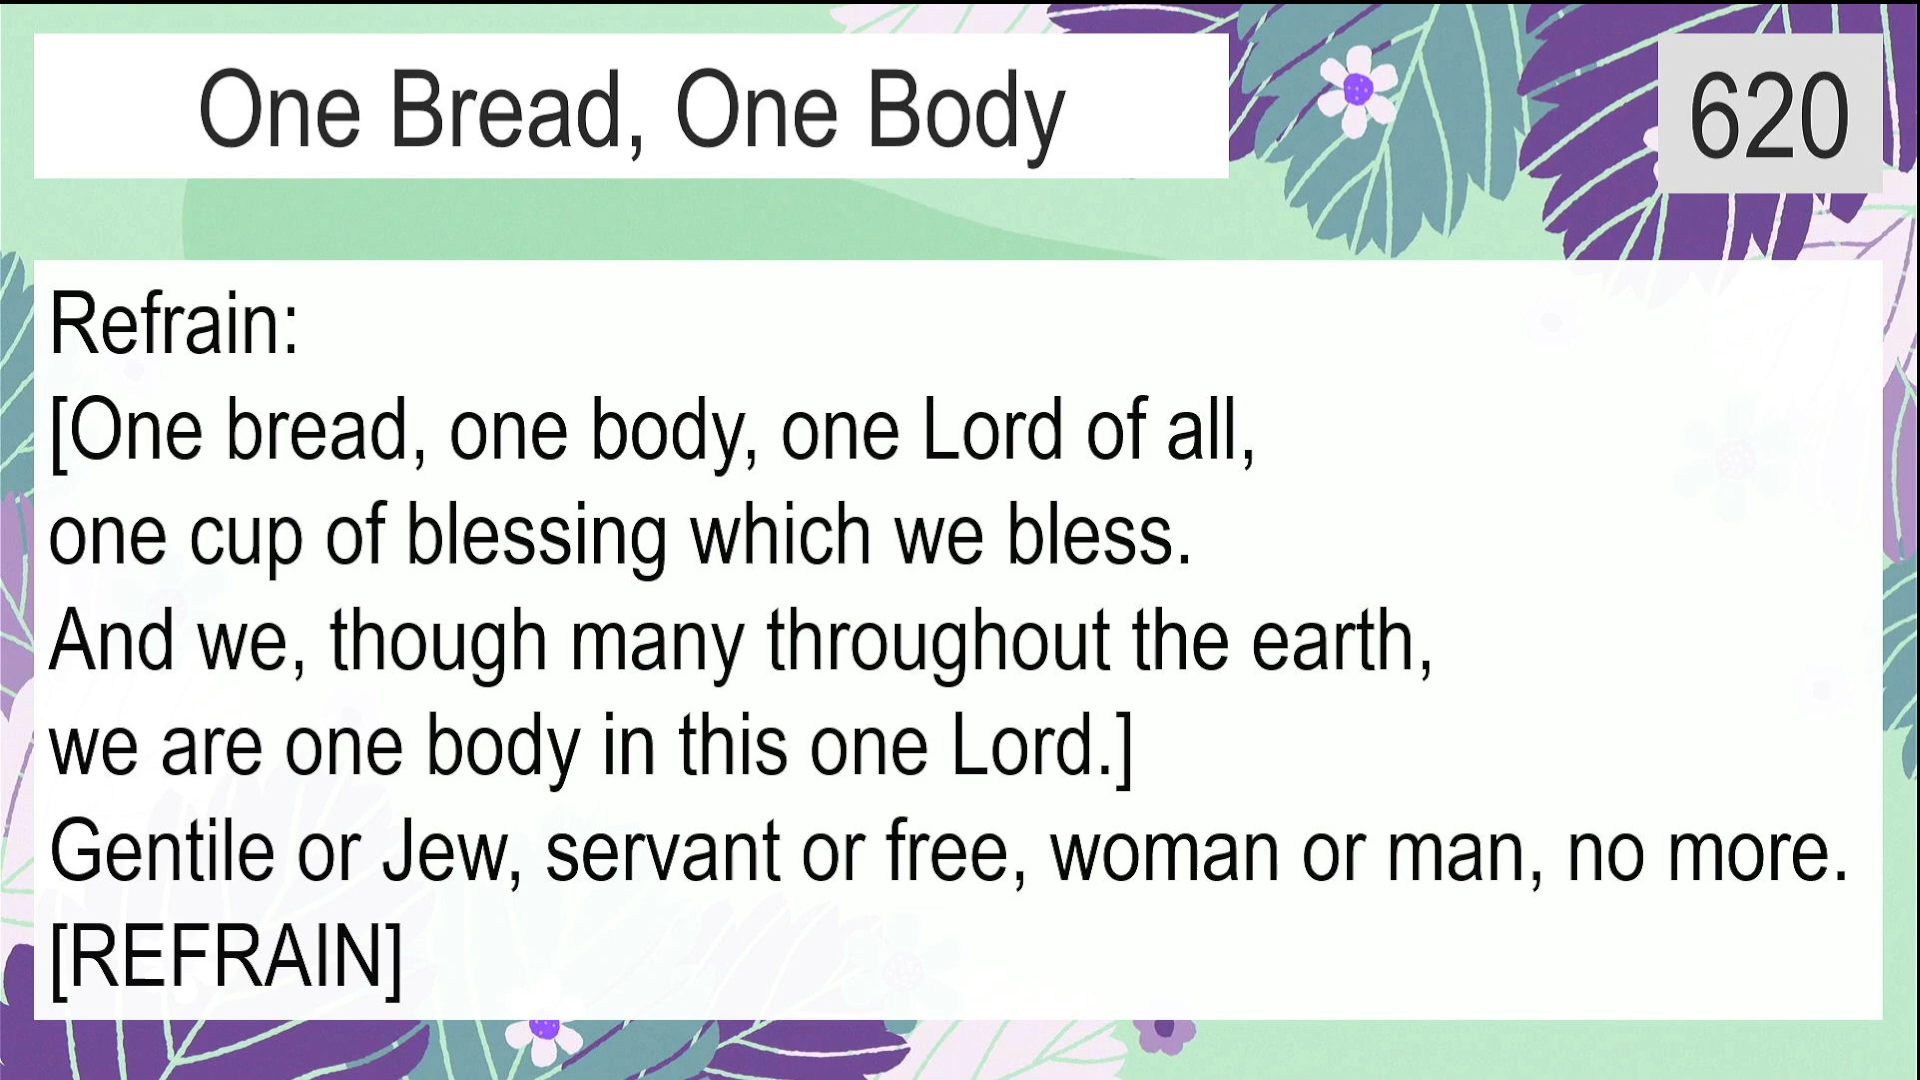 One Bread, One Body
620
Refrain:
[One bread, one body, one Lord of all,
one cup of blessing which we bless.
And we, though many throughout the earth,
we are one body in this one Lord.]
Gentile or Jew, servant or free, woman or man, no more.
[REFRAIN]